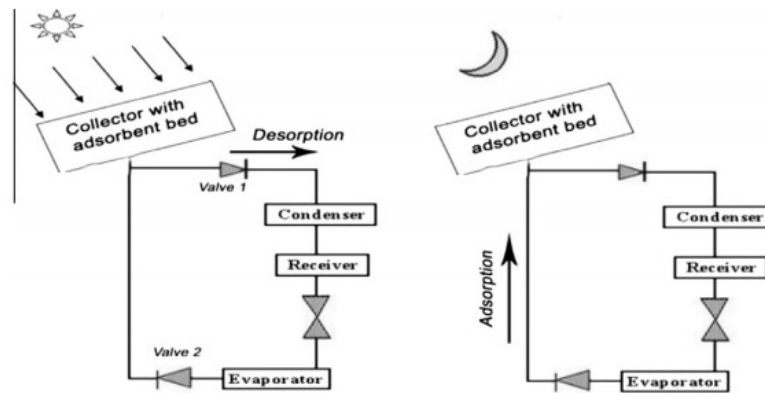 Collector with
adsorbent bed
Desorption
Valve 1
Condenser
Receiver
Valve 2
Evaporator
Collector with
adsorbent bed
Condenser
Receiver
Adsorption
Evaporator